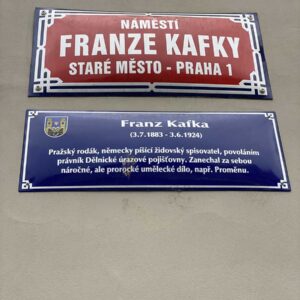 NÁMĚSTÍ
FRANZE KAFKY
STARÉ MĚSTO - PRAHA 1
Franz Kafka
(3.7.1883 - 3.6.1924)
Pražský rodák, německy píšící židovský spisovatel, povoláním
právník Dělnické úrazové pojišťovny. Zanechal za sebou
náročné, ale prorocké umělecké dílo, např. Proměnu.